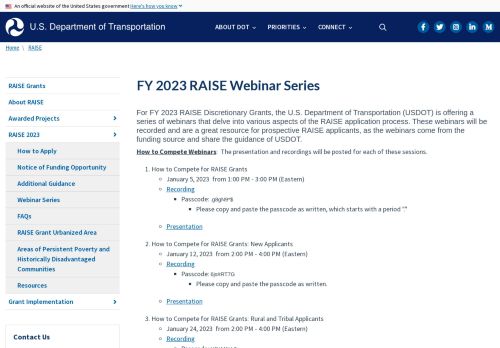 An official website of the United States government Here's how you know
U.S. Department of Transportation
ABOUT DOT
PRIORITIES
CONNECT
Home \ RAISE
RAISE Grants
About RAISE
Awarded Projects
RAISE 2023
How to Apply
Notice of Funding Opportunity
Additional Guidance
Webinar Series
FAQs
RAISE Grant Urbanized Area
Areas of Persistent Poverty and
Historically Disadvantaged
Communities
Resources
Grant Implementation
Contact Us
FY 2023 RAISE Webinar Series
For FY 2023 RAISE Discretionary Grants, the U.S. Department of Transportation (USDOT) is offering a
series of webinars that delve into various aspects of the RAISE application process. These webinars will be
recorded and are a great resource for prospective RAISE applicants, as the webinars come from the
funding source and share the guidance of USDOT.
How to Compete Webinars: The presentation and recordings will be posted for each of these sessions.
1. How to Compete for RAISE Grants
January 5, 2023 from 1:00 PM - 3:00 PM (Eastern)
Recording
Passcode:
Please copy and paste the passcode as written, which starts with a period "."
Presentation
2. How to Compete for RAISE Grants: New Applicants
January 12, 2023 from 2:00 PM - 4:00 PM (Eastern)
Recording
Passcode:
Please copy and paste the passcode as written.
Presentation
3. How to Compete for RAISE Grants: Rural and Tribal Applicants
January 24, 2023 from 2:00 PM - 4:00 PM (Eastern)
Recording